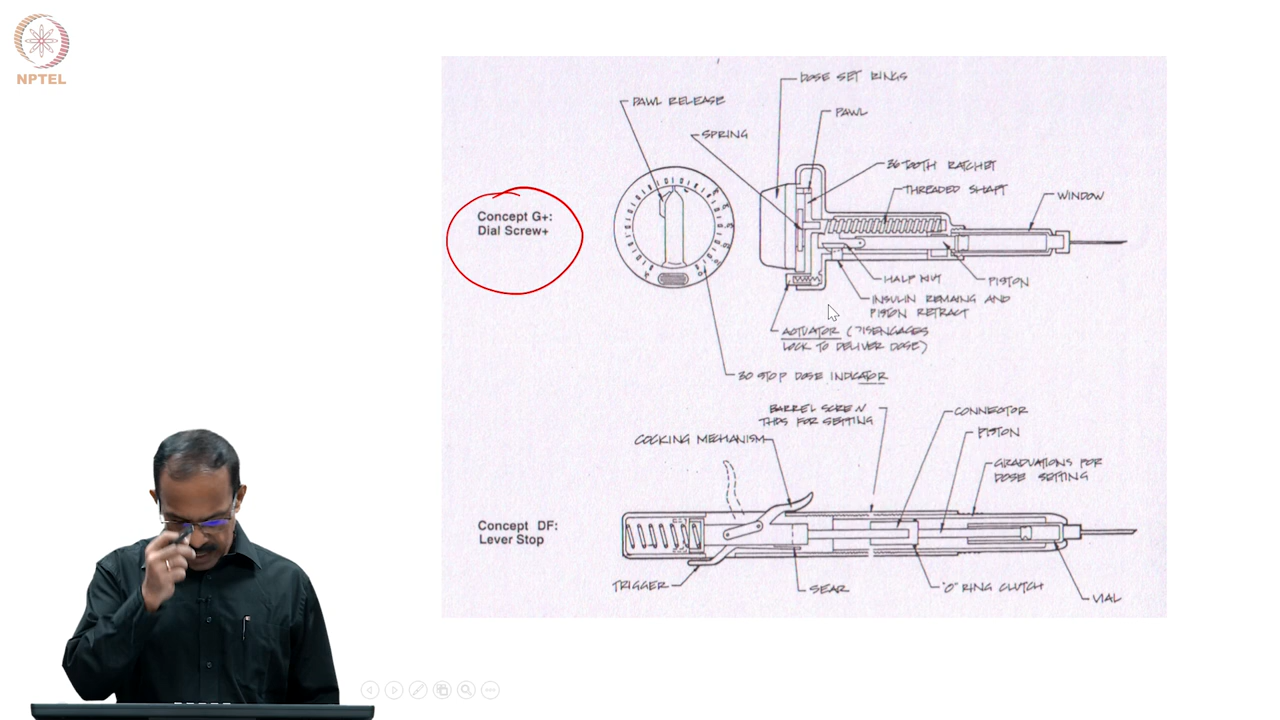 NPTEL
DOSE SET RINGS
PAWL RELEASE
PAWL
SPRING
36 TOOTH RATCHET
THREADED SHAFT
WINDOW
Concept G+:
Dial Screw+
HALF NUT
PISTON
INSULIN REMAING AND
PISTON RETRACT
ACTUATOR (DISENGAGES
LOCK TO DELIVER DOSE)
30 STOP DOSE INDICATOR
BARREL SCREW
THDS FOR SETTING
CONNECTOR
COCKING MECHANISM
PISTON
GRADUATIONS FOR
DOSE SETTING
Concept DF:
Lever Stop
TRIGGER
SEAR
"O" RING CLUTCH
VIAL